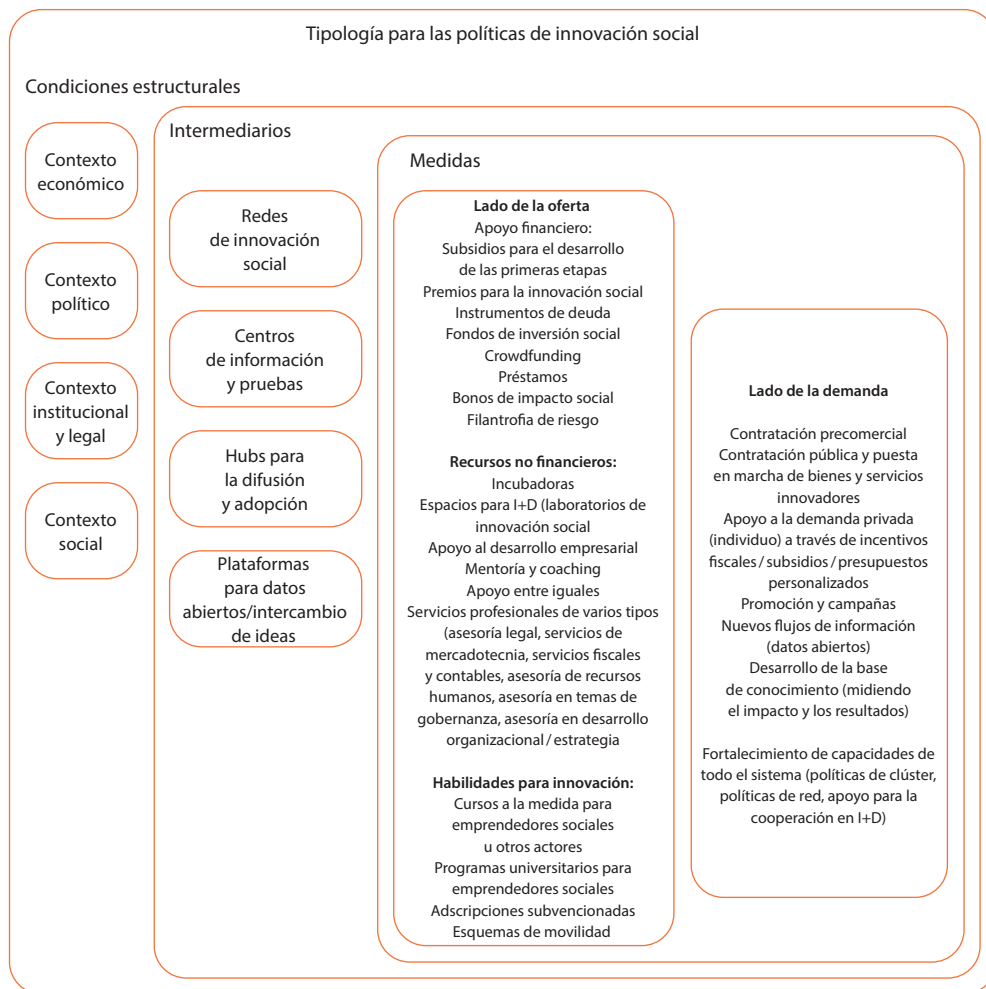 Tipología para las políticas de innovación social
Condiciones estructurales
Contexto
económico
Contexto
político
Contexto
institucional
y legal
Contexto
social
Intermediarios
Redes
de innovación
social
Centros
de información
y pruebas
Hubs para
la difusión
y adopción
Plataformas
para datos
abiertos/intercambio
de ideas
Medidas
Lado de la oferta
Apoyo financiero:
Subsidios para el desarrollo
de las primeras etapas
Premios para la innovación social
Instrumentos de deuda
Fondos de inversión social
Crowdfunding
Préstamos
Bonos de impacto social
Filantrofia de riesgo
Recursos no financieros:
Incubadoras
Espacios para I+D (laboratorios de
innovación social
Apoyo al desarrollo empresarial
Mentoría y coaching
Apoyo entre iguales
Servicios profesionales de varios tipos
(asesoría legal, servicios de
mercadotecnia, servicios fiscales
y contables, asesoría de recursos
humanos, asesoría en temas de
gobernanza, asesoría en desarrollo
organizacional / estrategia
Habilidades para innovación:
Cursos a la medida para
emprendedores sociales
u otros actores
Programas universitarios para
emprendedores sociales
Adscripciones subvencionadas
Esquemas de movilidad
Lado de la demanda
Contratación precomercial
Contratación pública y puesta
en marcha de bienes y servicios
innovadores
Apoyo a la demanda privada
(individuo) a través de incentivos
fiscales / subsidios / presupuestos
personalizados
Promoción y campañas
Nuevos flujos de información
(datos abiertos)
Desarrollo de la base
de conocimiento (midiendo
el impacto y los resultados)
Fortalecimiento de capacidades de
todo el sistema (políticas de clúster,
políticas de red, apoyo para la
cooperación en I+D)